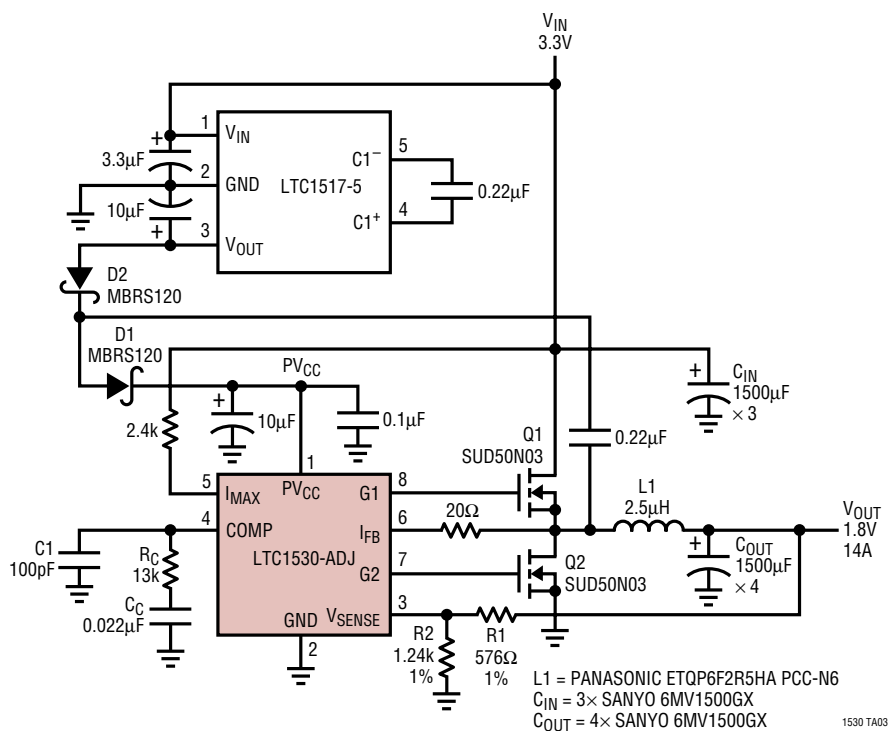 VIN
3.3V
1
VIN
5
C1–
3.3µF
+
2
GND
LTC1517-5
0.22µF
10µF
+
4
C1+
3
VOUT
D2
MBRS120
D1
MBRS120
PVCC
+
CIN
1500µF
× 3
+
10µF
0.1µF
2.4k
0.22µF
Q1
SUD50N03
1
5
IMAX
PVCC
G1
8
L1
2.5µH
VOUT
1.8V
14A
4
COMP
IFB
6
20Ω
C1
100pF
RC
13k
LTC1530-ADJ
G2
7
Q2
SUD50N03
+
COUT
1500µF
× 4
CC
0.022µF
GND
VSENSE
3
2
R2
1.24k
1%
R1
576Ω
1%
L1 = PANASONIC ETQP6F2R5HA PCC-N6
CIN = 3× SANYO 6MV1500GX
COUT = 4× SANYO 6MV1500GX
1530 TA03